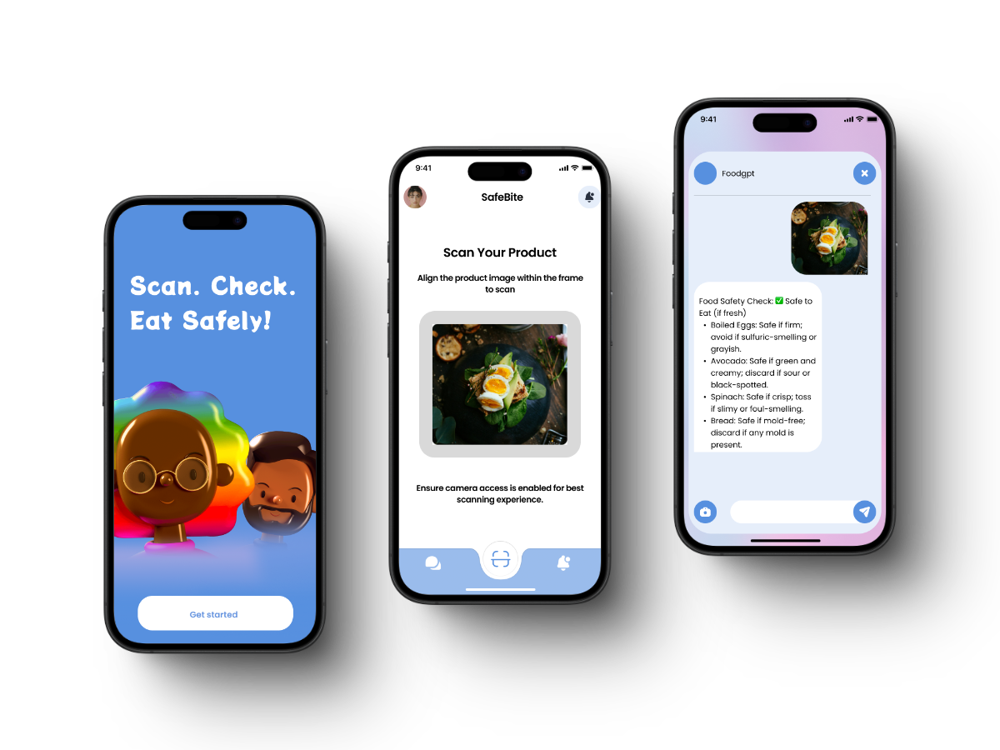 Scan. Check.
Eat Safely!
Get started
9:41
SafeBite
Scan Your Product
Align the product image within the frame
to scan
Ensure camera access is enabled for best
scanning experience.
9:41
Foodgpt
Food Safety Check: ✅ Safe to
Eat (if fresh)
• Boiled Eggs: Safe if firm;
avoid if sulfuric-smelling or
grayish.
• Avocado: Safe if green and
creamy; discard if sour or
black-spotted.
• Spinach: Safe if crisp; toss
if slimy or foul-smelling.
• Bread: Safe if mold-free;
discard if any mold is
present.